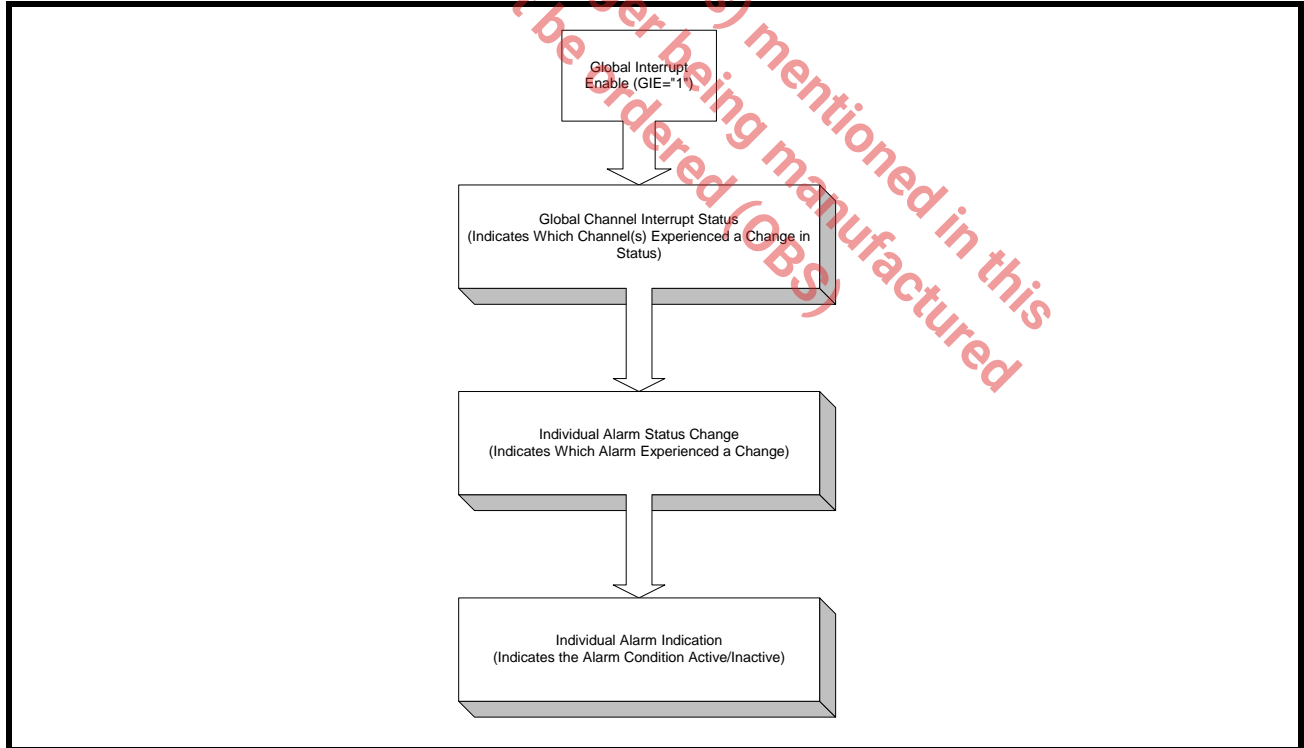 s) mentioned in this
ger being manufactured
t be ordered (OBS)
Global Interrupt
Enable (GIE="1")
Global Channel Interrupt Status
(Indicates Which Channel(s) Experienced a Change in
Status)
Individual Alarm Status Change
(Indicates Which Alarm Experienced a Change)
Individual Alarm Indication
(Indicates the Alarm Condition Active/Inactive)